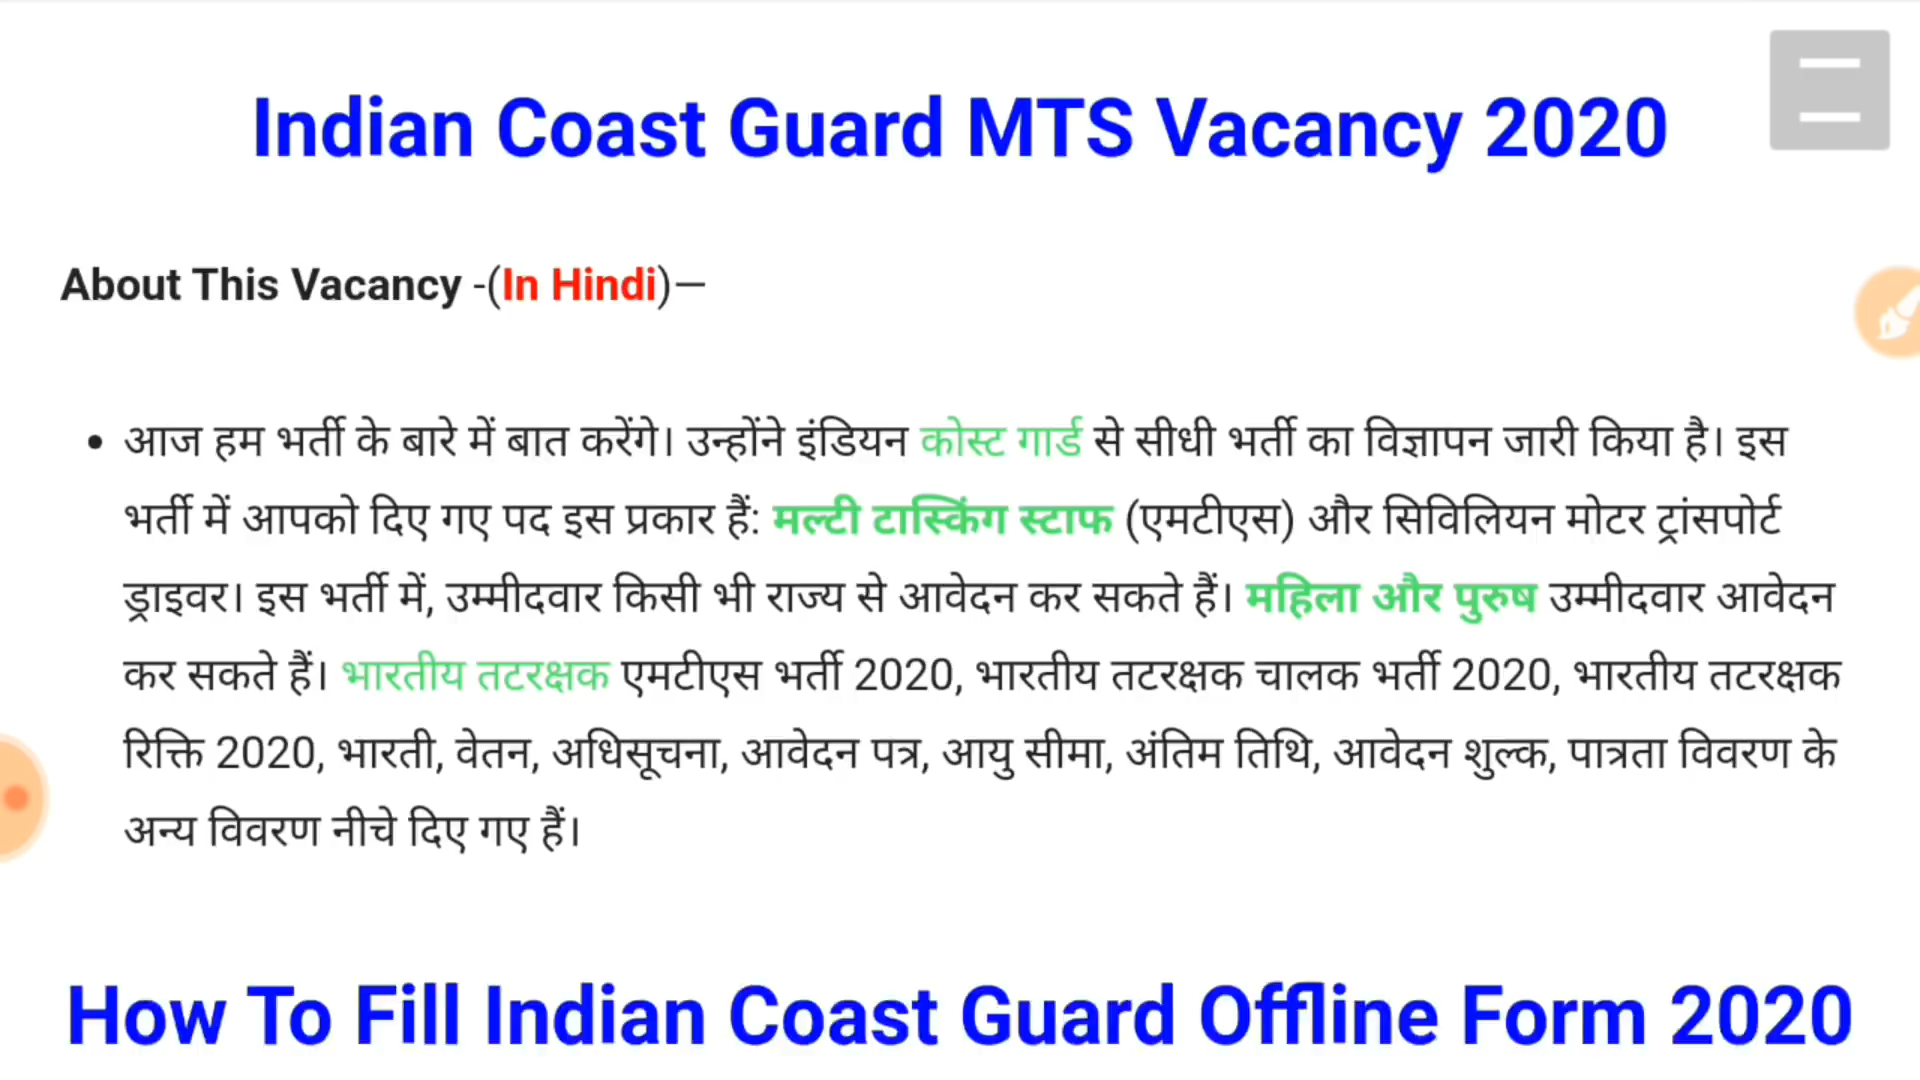 Indian Coast Guard MTS Vacancy 2020
About This Vacancy -(In Hindi)—
• आज हम भर्ती के बारे में बात करेंगे। उन्होंने इंडियन कोस्ट गार्ड से सीधी भर्ती का विज्ञापन जारी किया है। इस
भर्ती में आपको दिए गए पद इस प्रकार हैं: मल्टी टास्किंग स्टाफ (एमटीएस) और सिविलियन मोटर ट्रांसपोर्ट
ड्राइवर। इस भर्ती में, उम्मीदवार किसी भी राज्य से आवेदन कर सकते हैं। महिला और पुरुष उम्मीदवार आवेदन
कर सकते हैं। भारतीय तटरक्षक एमटीएस भर्ती 2020, भारतीय तटरक्षक चालक भर्ती 2020, भारतीय तटरक्षक
रिक्ति 2020, भारती, वेतन, अधिसूचना, आवेदन पत्र, आयु सीमा, अंतिम तिथि, आवेदन शुल्क, पात्रता विवरण के
अन्य विवरण नीचे दिए गए हैं।
How To Fill Indian Coast Guard Offline Form 2020